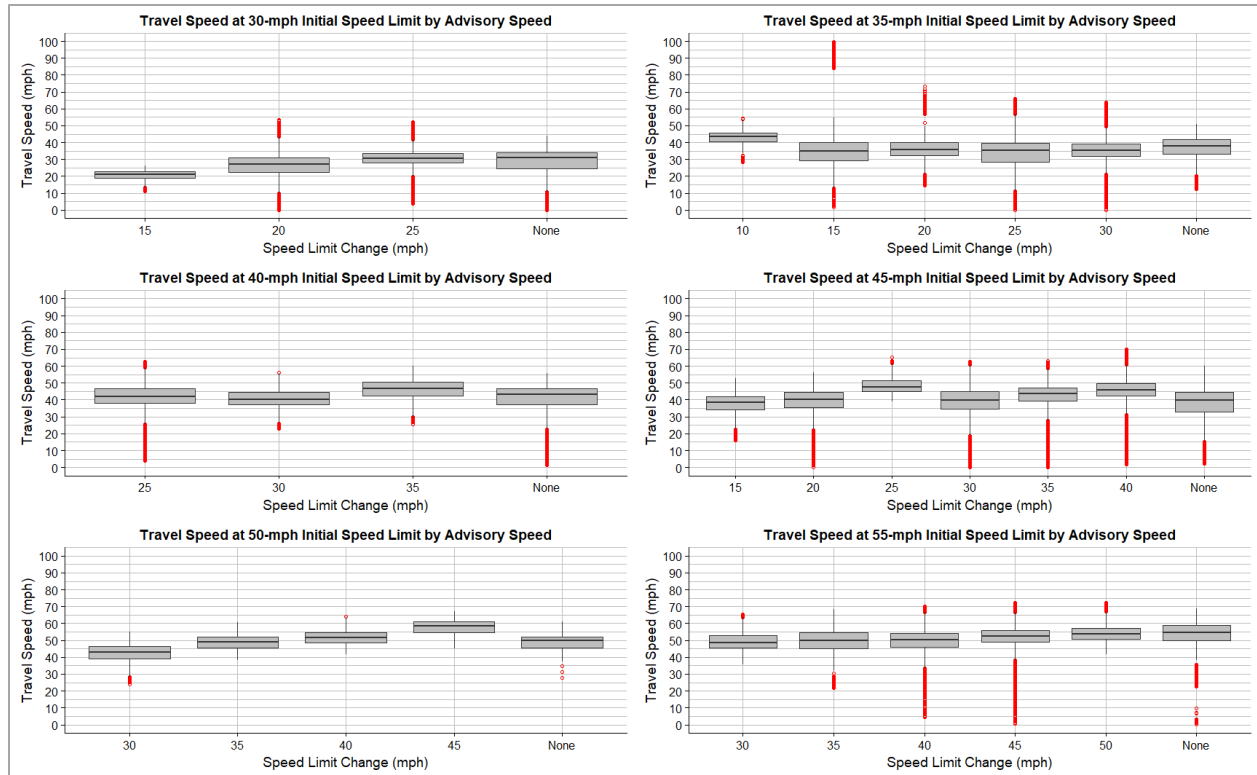 Travel Speed at 30-mph Initial Speed Limit by Advisory Speed
Travel Speed (mph)
100
90
80
70
60
50
40
30
20
10
0
15 20 25 None
Speed Limit Change (mph)
Travel Speed at 35-mph Initial Speed Limit by Advisory Speed
Travel Speed (mph)
100
90
80
70
60
50
40
30
20
10
0
10 15 20 25 30 None
Speed Limit Change (mph)
Travel Speed at 40-mph Initial Speed Limit by Advisory Speed
Travel Speed (mph)
100
90
80
70
60
50
40
30
20
10
0
25 30 35 None
Speed Limit Change (mph)
Travel Speed at 45-mph Initial Speed Limit by Advisory Speed
Travel Speed (mph)
100
90
80
70
60
50
40
30
20
10
0
15 20 25 30 35 40 None
Speed Limit Change (mph)
Travel Speed at 50-mph Initial Speed Limit by Advisory Speed
Travel Speed (mph)
100
90
80
70
60
50
40
30
20
10
0
30 35 40 45 None
Speed Limit Change (mph)
Travel Speed at 55-mph Initial Speed Limit by Advisory Speed
Travel Speed (mph)
100
90
80
70
60
50
40
30
20
10
0
30 35 40 45 50 None
Speed Limit Change (mph)